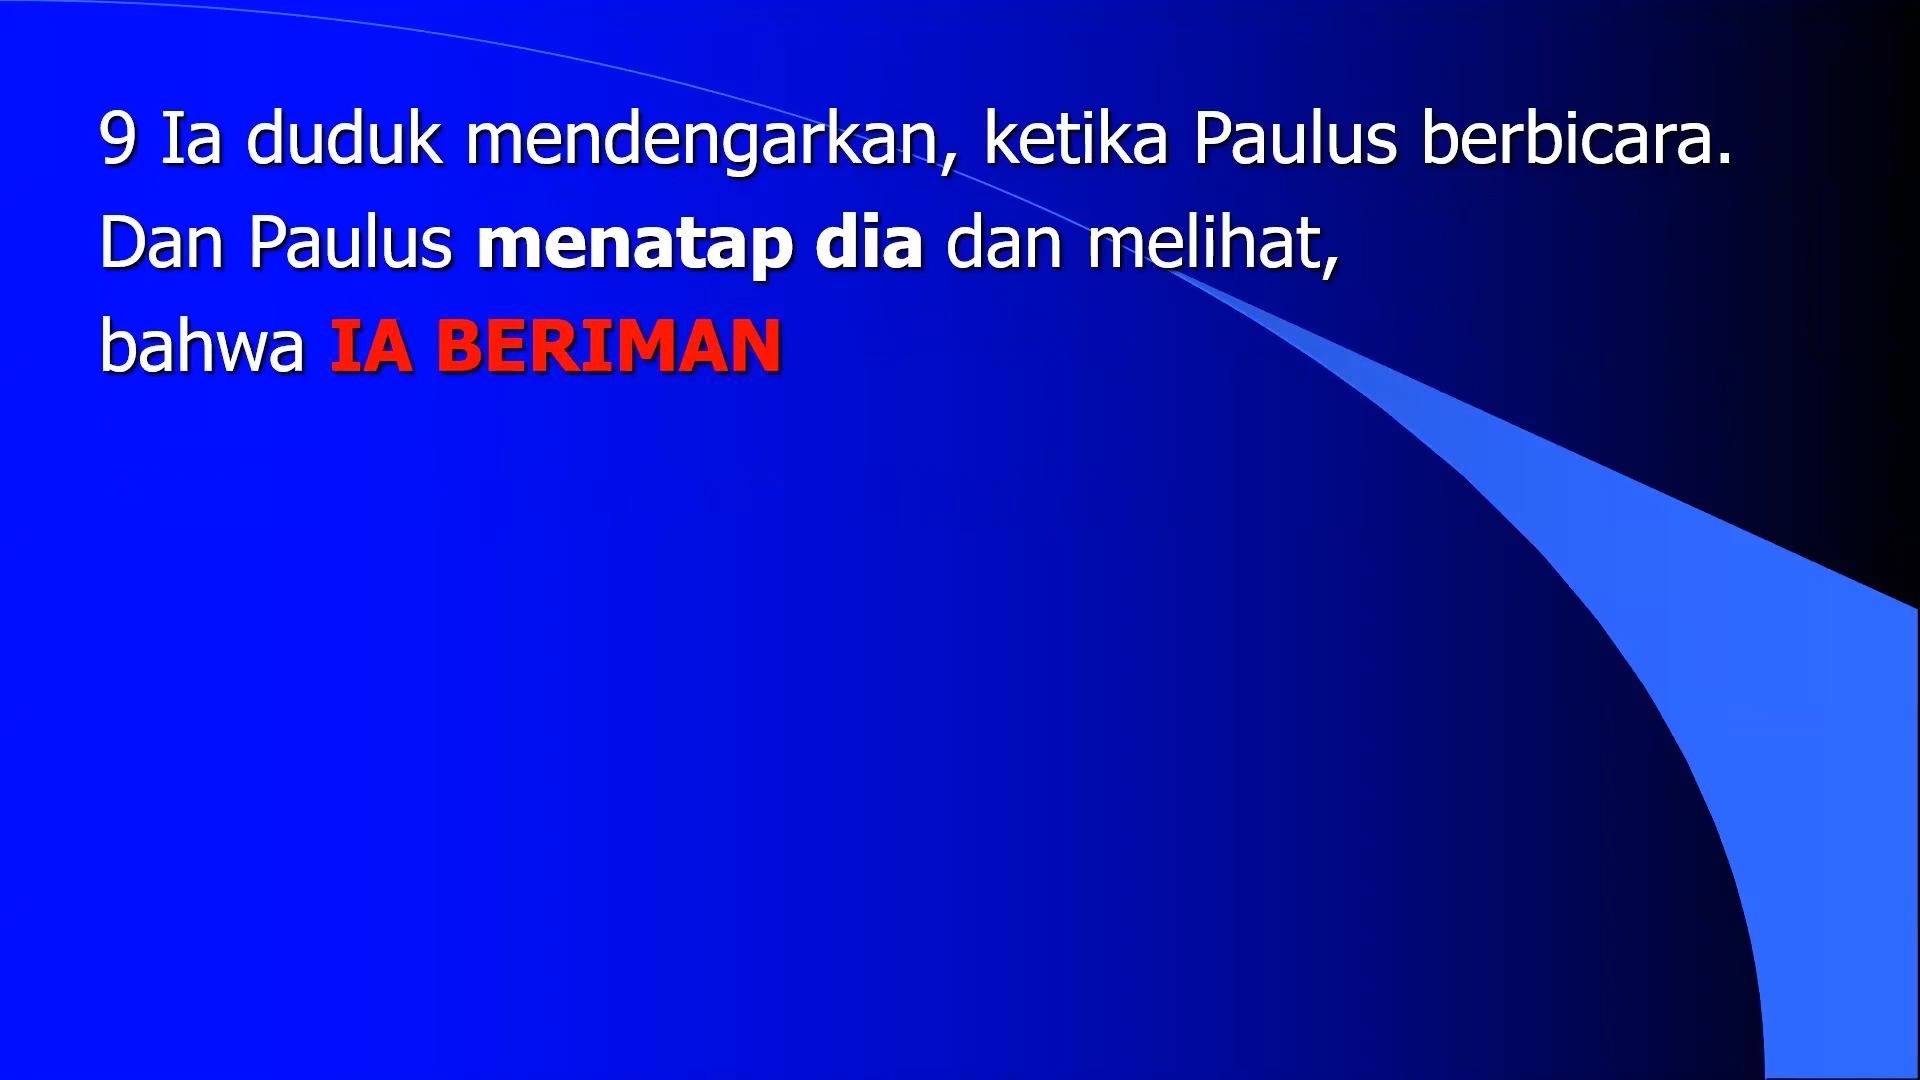 9 Ia duduk mendengarkan, ketika Paulus berbicara.
Dan Paulus menatap dia dan melihat,
bahwa IA BERIMAN